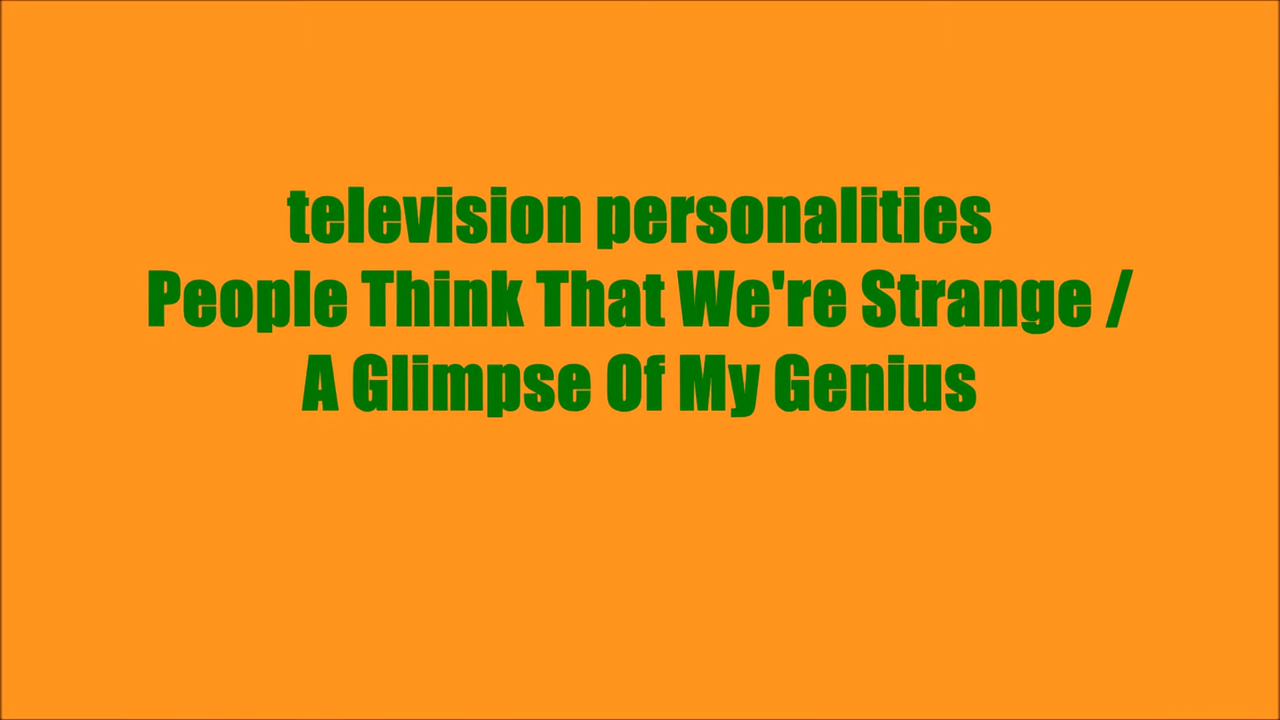 television personalities
People Think That We're Strange /
A Glimpse Of My Genius